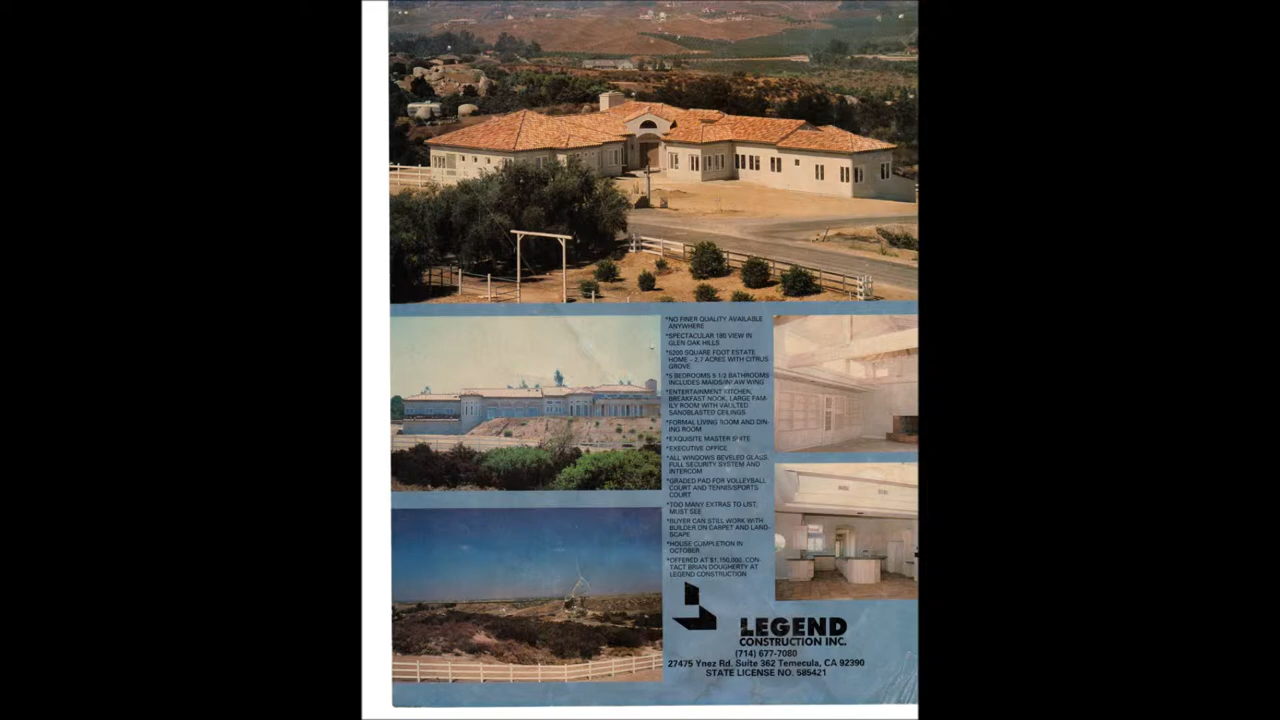 *NO FINER QUALITY AVAILABLE
ANYWHERE
*SPECTACULAR 180 VIEW IN
GLEN OAK HILLS
*5200 SQUARE FOOT ESTATE
HOME - 2.7 ACRES WITH CITRUS
GROVE
*5 BEDROOMS 5 1/2 BATHROOMS
INCLUDES MAIDS/INLAW WING
*ENTERTAINMENT KITCHEN,
BREAKFAST NOOK, LARGE FAM-
ILY ROOM WITH VAULTED
SANDBLASTED CEILINGS
*FORMAL LIVING ROOM AND DIN-
ING ROOM
*EXQUISITE MASTER SUITE
*EXECUTIVE OFFICE
*ALL WINDOWS BEVELED GLASS,
FULL SECURITY SYSTEM AND
INTERCOM
*GRADED PAD FOR VOLLEYBALL
COURT AND TENNIS/SPORTS
COURT
*TOO MANY EXTRAS TO LIST,
MUST SEE
*BUYER CAN STILL WORK WITH
BUILDER ON CARPET AND LAND-
SCAPE
*HOUSE COMPLETION IN
OCTOBER
*OFFERED AT $1,150,000, CON-
TACT BRIAN DOUGHERTY AT
LEGEND CONSTRUCTION
LEGEND
CONSTRUCTION INC.
(714) 677-7080
27475 Ynez Rd. Suite 362 Temecula, CA 92390
STATE LICENSE NO. 585421